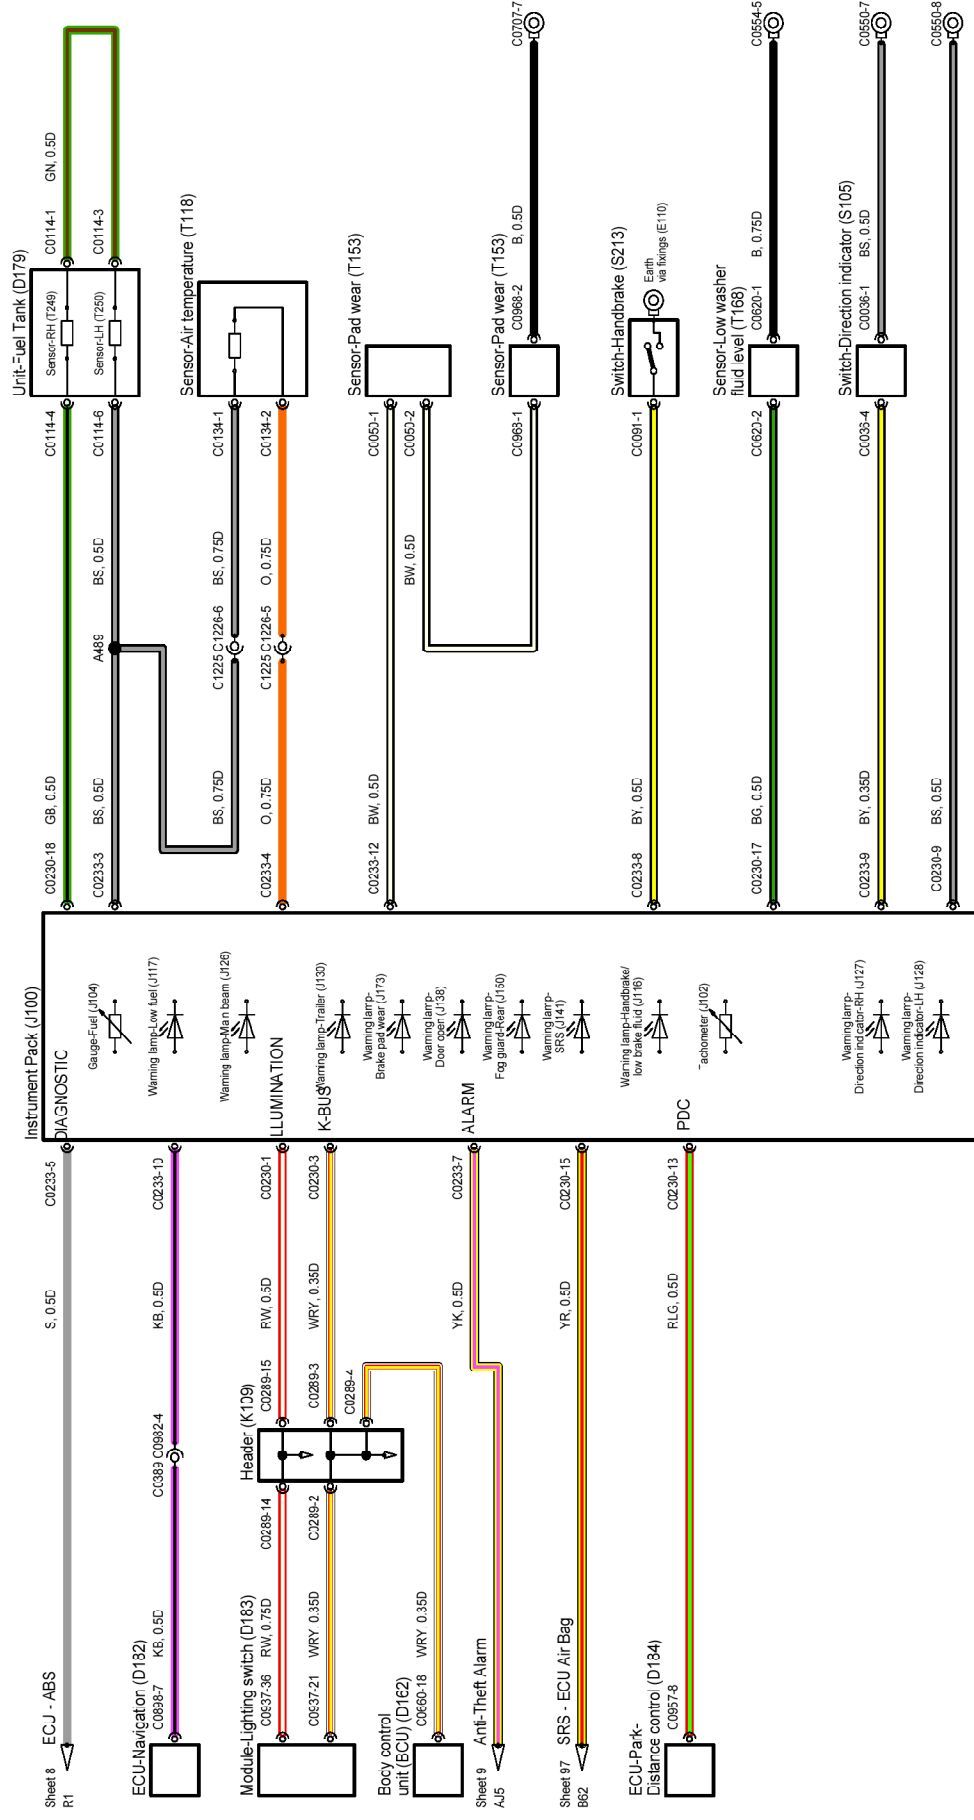 C0707-7
C0554-5
C0550-7
C0550-8
GN, 0.5D
C0114-1
C0114-3
Unit-Fuel Tank (D179)
Sensor-RH (T249)
Sensor-LH (T250)
Sensor-Air temperature (T118)
Sensor-Pad wear (T153)
Sensor-Pad wear (T153)
C0968-2
B, 0.5D
Switch-Handbrake (S213)
Earth
via fixings (E110)
Sensor-Low washer
fluid level (T168)
C0620-1
B, 0.75D
Switch-Direction indicator (S105)
C0036-1
BS, 0.5D
C0114-4
C0114-6
C0134-1
C0134-2
C0050-1
C0050-2
C0968-1
C0091-1
C0620-2
C0036-4
BS, 0.5D
BS, 0.75D
O, 0.75D
BW, 0.5D
A489
C1225 C1226-6
C1225 C1226-5
GB, 0.5D
BS, 0.5D
BS, 0.75D
O, 0.75D
BW, 0.5D
BY, 0.5D
BG, 0.5D
BY, 0.35D
BS, 0.5D
C0230-18
C0233-3
C0233-4
C0233-12
C0233-8
C0230-17
C0233-9
C0230-9
Instrument Pack (J100)
DIAGNOSTIC
Gauge-Fuel (J104)
Warning lamp-Low fuel (J117)
Warning lamp-Main beam (J126)
ILLUMINATION
K-BUS
Warning lamp-Trailer (J130)
Warning lamp-
Brake pad wear (J173)
Warning lamp-
Door open (J138)
ALARM
Warning lamp-
Fog guard-Rear (J150)
Warning lamp-
SRS (J141)
Warning lamp-Handbrake/
low brake fluid (J116)
PDC
Tachometer (J102)
Warning lamp-
Direction indicator-RH (J127)
Warning lamp-
Direction indicator-LH (J128)
C0233-5
C0233-10
C0230-1
C0230-3
C0233-7
C0230-15
C0230-13
S, 0.5D
KB, 0.5D
RW, 0.5D
WRY, 0.35D
YK, 0.5D
YR, 0.5D
RLG, 0.5D
C0389 C0982-4
Header (K109)
C0289-15
C0289-3
C0289-4
C0289-14
C0289-2
ECU - ABS
Sheet 8
R1
ECU-Navigation (D182)
C0898-7
KB, 0.5D
Module-Lighting switch (D183)
C0937-36
RW, 0.75D
C0937-21
WRY, 0.35D
Body control
unit (BCU) (D162)
C0660-18
WRY, 0.35D
Anti-Theft Alarm
Sheet 9
AJ5
SRS - ECU Air Bag
Sheet 97
B62
ECU-Park-
Distance control (D184)
C0957-8